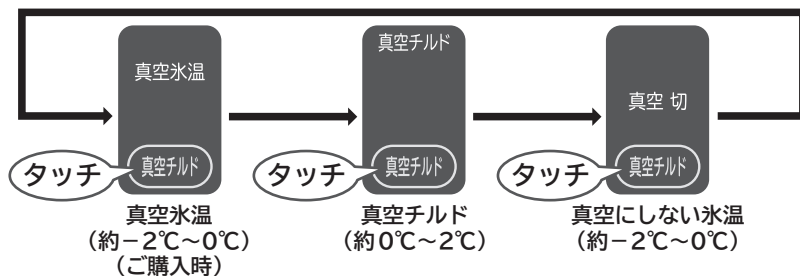 真空氷温
真空チルド
タッチ
真空氷温
(約−2℃〜0℃)
(ご購入時)
真空チルド
真空チルド
タッチ
真空チルド
(約0℃〜2℃)
真空 切
真空チルド
タッチ
真空にしない氷温
(約−2℃〜0℃)